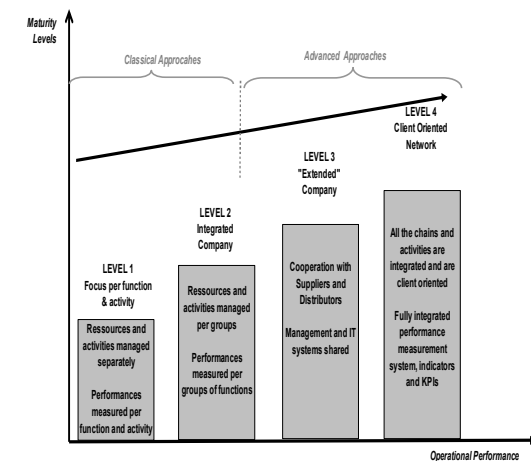 Maturity
Levels
Classical Approcahes
Advanced Approaches
LEVEL 4
Client Oriented
Network
LEVEL 3
"Extended"
Company
LEVEL 2
Integrated
Company
LEVEL 1
Focus per function
& activity
Ressources and
activities managed
separately
Performances
measured per
function and activity
Ressources and
activities managed
per groups
Performances
measured per
groups of functions
Cooperation with
Suppliers and
Distributors
Management and IT
systems shared
All the chains and
activities are
integrated and are
client oriented
Fully integrated
performance
measurement
system, indicators
and KPIs
Operational Performance